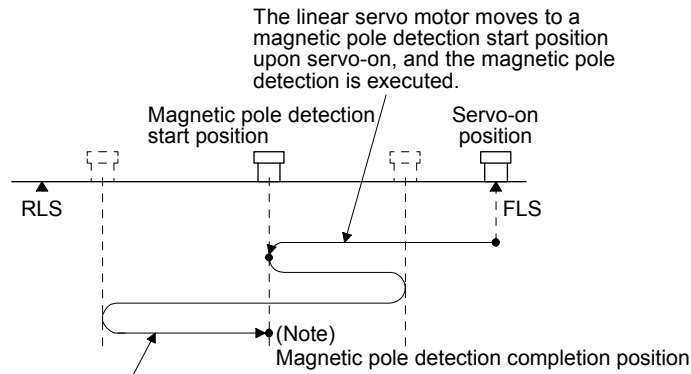 The linear servo motor moves to a
magnetic pole detection start position
upon servo-on, and the magnetic pole
detection is executed.
Magnetic pole detection
start position
Servo-on
position
RLS
FLS
(Note)
Magnetic pole detection completion position